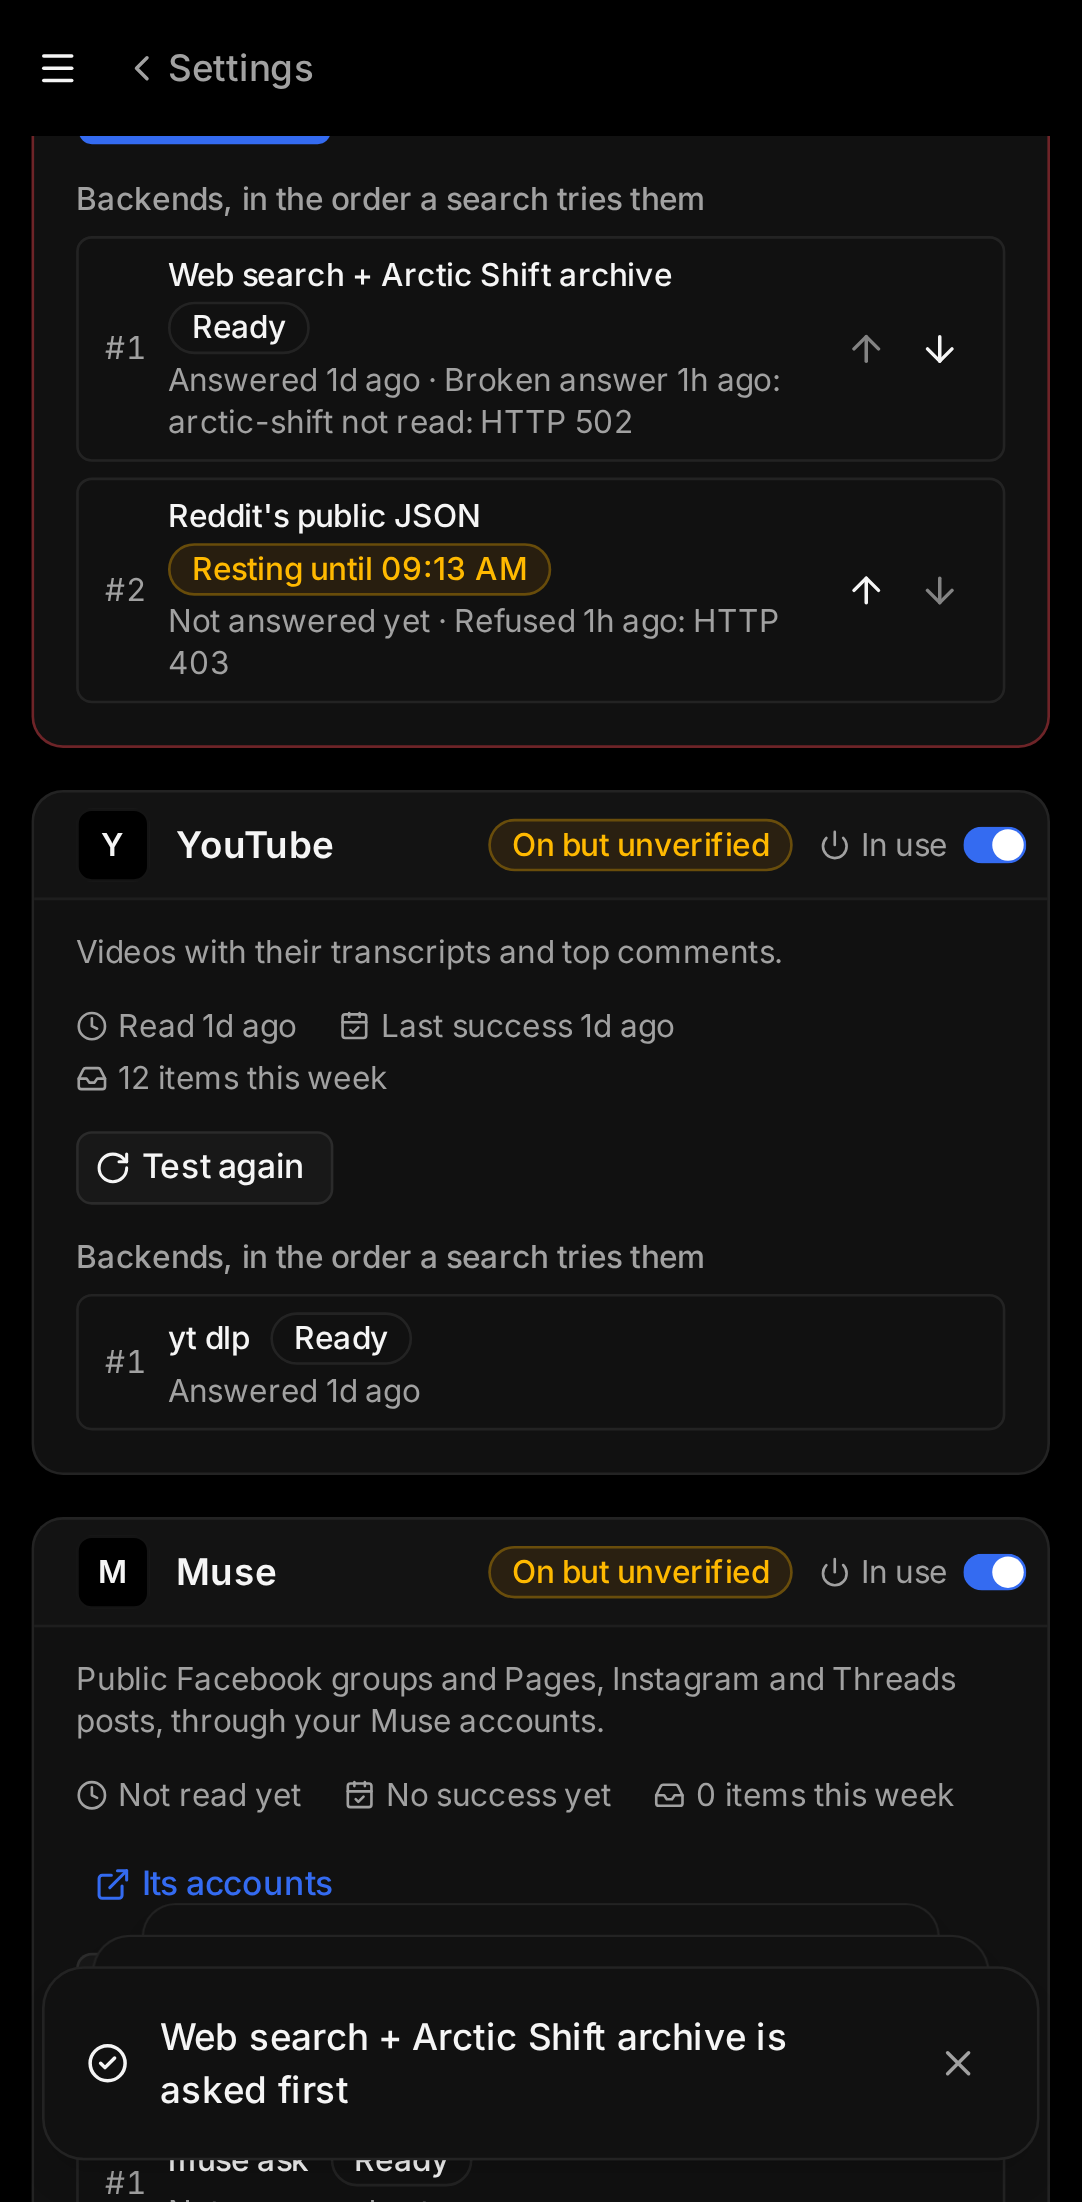 Settings
Backends, in the order a search tries them
Web search + Arctic Shift archive
Ready
#1
Answered 1d ago · Broken answer 1h ago:
arctic-shift not read: HTTP 502
Reddit's public JSON
Resting until 09:13 AM
#2
Not answered yet · Refused 1h ago: HTTP
403
Y YouTube On but unverified In use
Videos with their transcripts and top comments.
Read 1d ago Last success 1d ago
12 items this week
Test again
Backends, in the order a search tries them
yt dlp Ready
#1
Answered 1d ago
M Muse On but unverified In use
Public Facebook groups and Pages, Instagram and Threads
posts, through your Muse accounts.
Not read yet No success yet 0 items this week
Its accounts
Web search + Arctic Shift archive is
asked first
muse ask Ready
#1